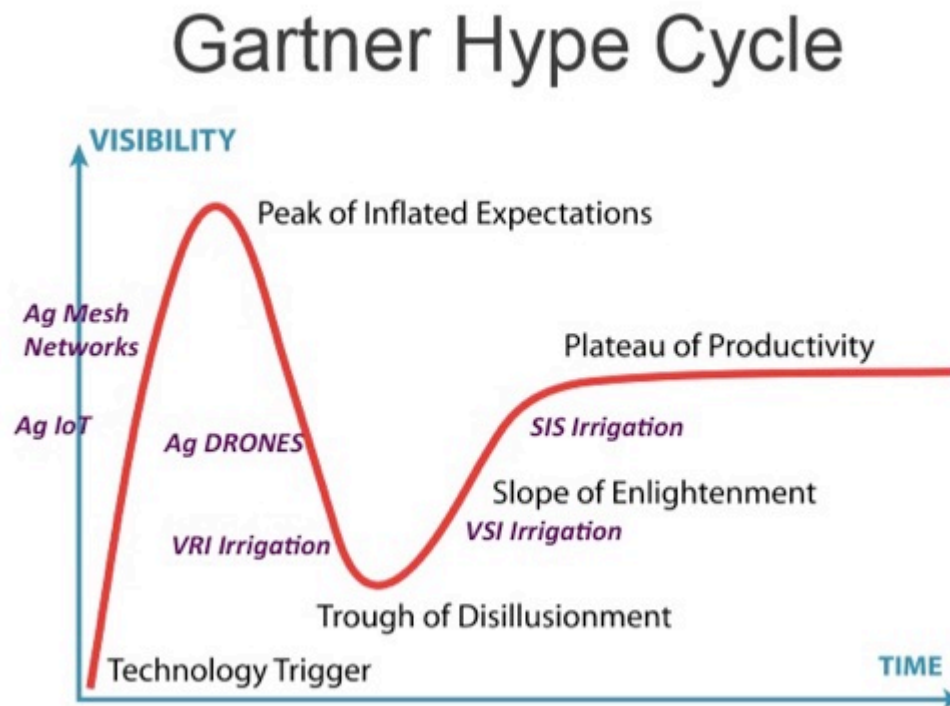 Gartner Hype Cycle
VISIBILITY
Peak of Inflated Expectations
Ag Mesh
Networks
Plateau of Productivity
Ag IoT
Ag DRONES
SIS Irrigation
Slope of Enlightenment
VRI Irrigation
VSI Irrigation
Trough of Disillusionment
Technology Trigger
TIME